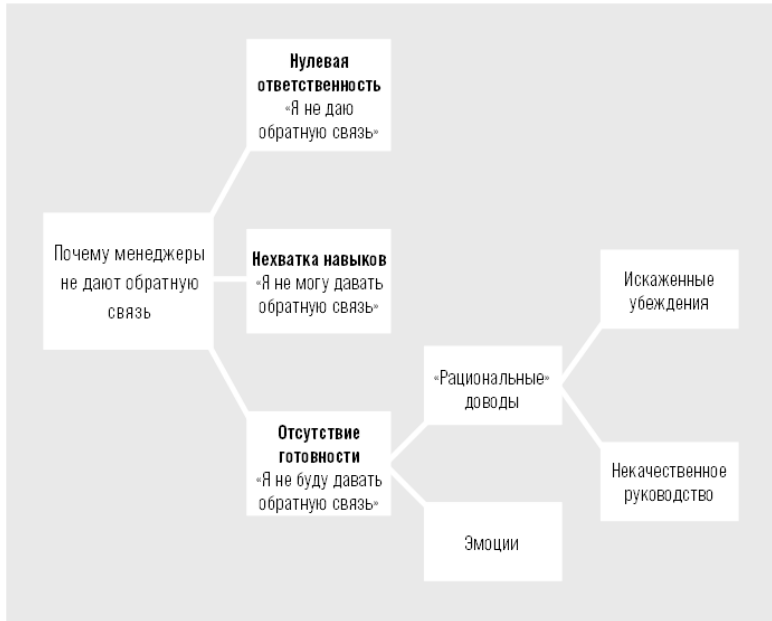 Нулевая
ответственность
«Я не даю
обратную связь»
Почему менеджеры
не дают обратную
связь
Нехватка навыков
«Я не могу давать
обратную связь»
Искаженные
убеждения
«Рациональные»
доводы
Отсутствие
готовности
«Я не буду давать
обратную связь»
Некачественное
руководство
Эмоции